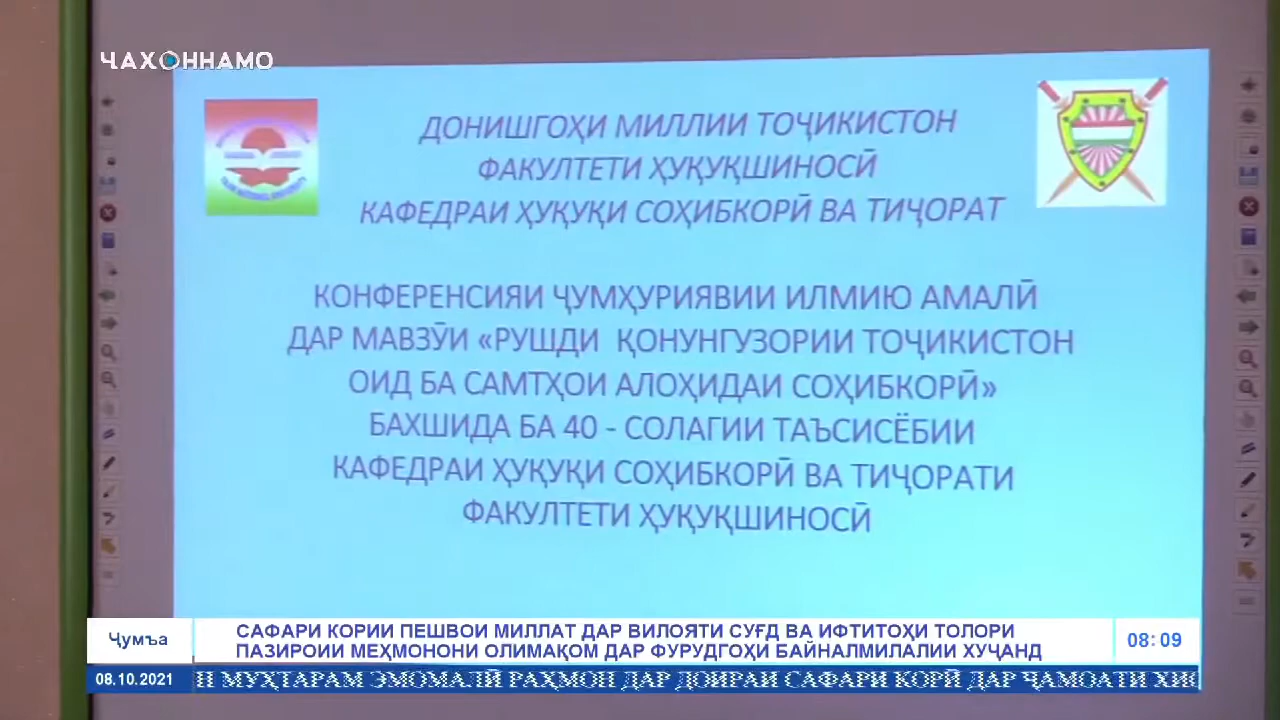 ҶАХОННАМО
ДОНИШГОҲИ МИЛЛИИ ТОҶИКИСТОН
ФАКУЛТЕТИ ҲУҚУҚШИНОСӢ
КАФЕДРАИ ҲУҚУҚИ СОҲИБКОРӢ ВА ТИҶОРАТ
КОНФЕРЕНСИЯИ ҶУМҲУРИЯВИИ ИЛМИЮ АМАЛӢ
ДАР МАВЗӮИ «РУШДИ ҚОНУНГУЗОРИИ ТОҶИКИСТОН
ОИД БА САМТҲОИ АЛОҲИДАИ СОҲИБКОРӢ»
БАХШИДА БА 40 - СОЛАГИИ ТАЪСИСЁБИИ
КАФЕДРАИ ҲУҚУҚИ СОҲИБКОРӢ ВА ТИҶОРАТИ
ФАКУЛТЕТИ ҲУҚУҚШИНОСӢ
Ҷумъа
САФАРИ КОРИИ ПЕШВОИ МИЛЛАТ ДАР ВИЛОЯТИ СУҒД ВА ИФТИТОҲИ ТОЛОРИ
ПАЗИРОИИ МЕҲМОНОНИ ОЛИМАҚОМ ДАР ФУРУДГОҲИ БАЙНАЛМИЛАЛИИ ХУҶАНД
08:09
08.10.2021
Н МУҲТАРАМ ЭМОМАЛӢ РАҲМОН ДАР ДОИРАИ САФАРИ КОРӢ ДАР ҶАМОАТИ ХИС